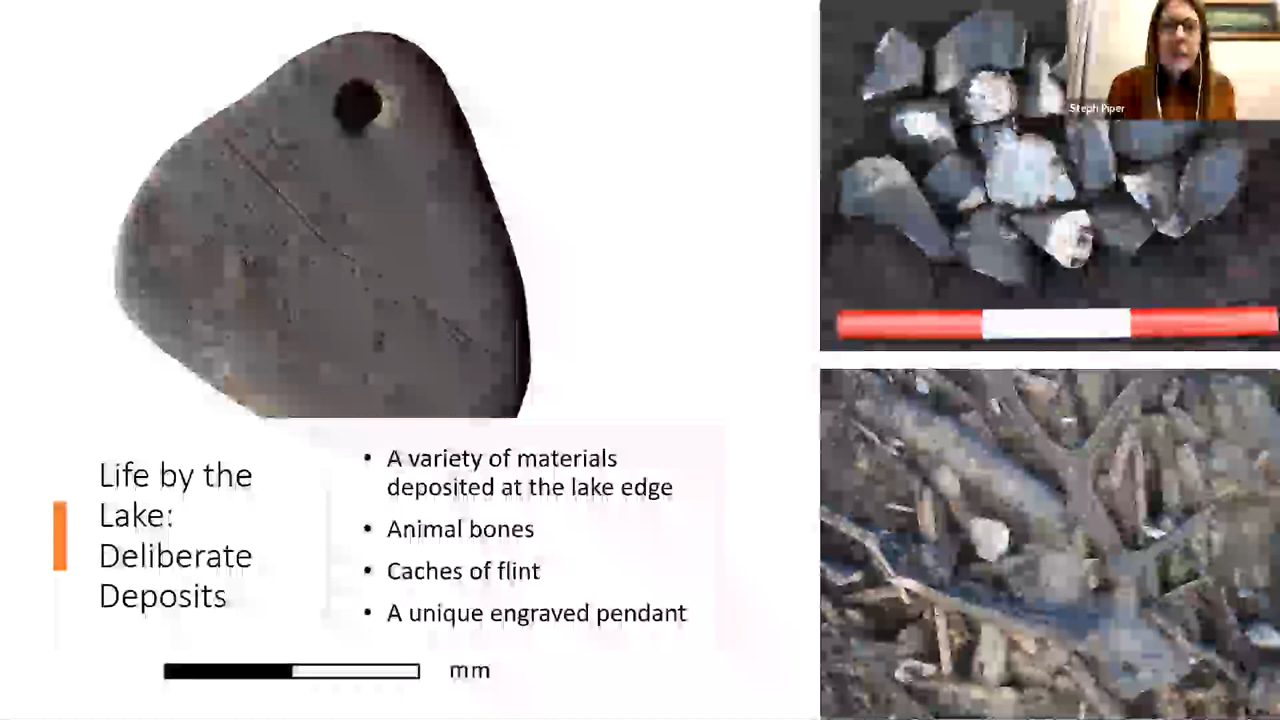 Steph Piper
Life by the
Lake:
Deliberate
Deposits
• A variety of materials
deposited at the lake edge
• Animal bones
• Caches of flint
• A unique engraved pendant
mm